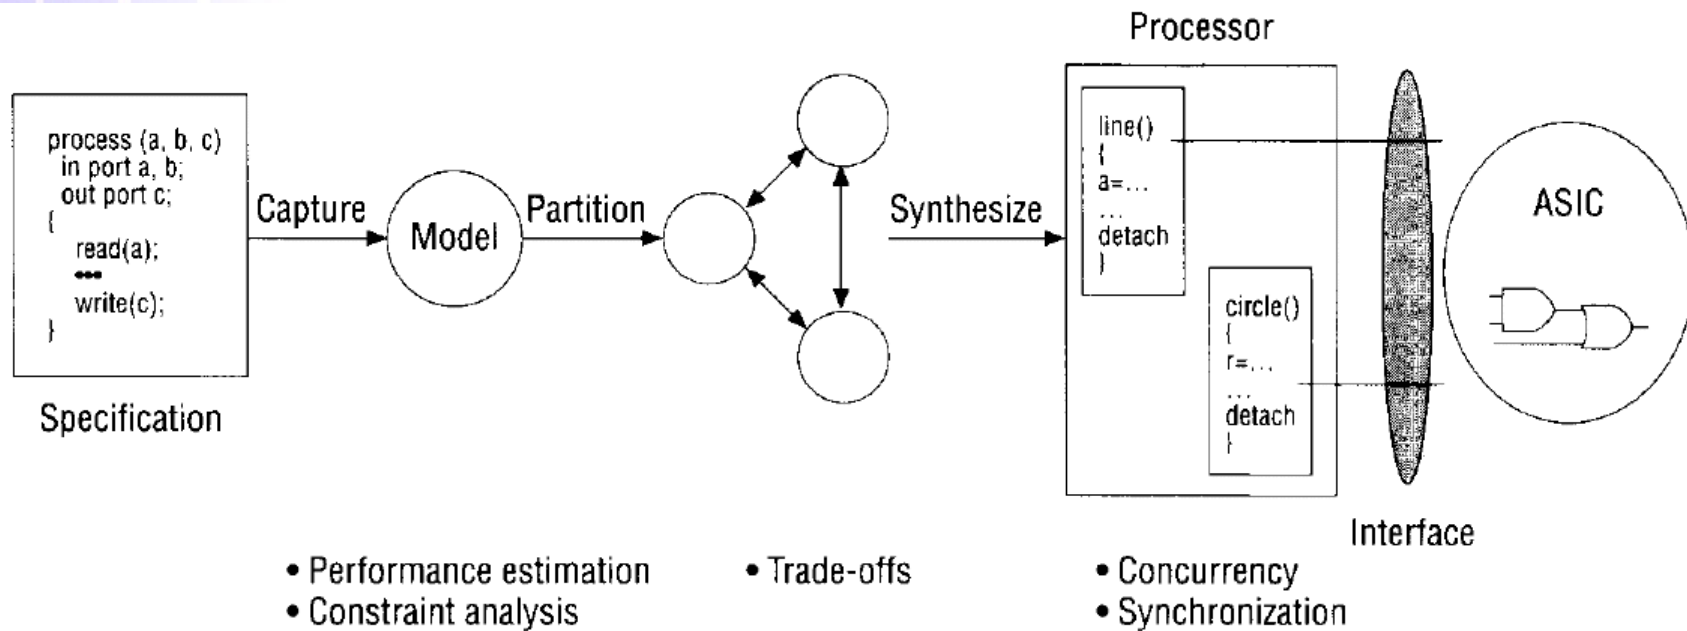 process (a, b, c)
in port a, b;
out port c;
{
read(a);
•••
write(c);
}
Specification
Capture
Model
Partition
Synthesize
Processor
line()
{
a=...
...
detach
}
circle()
{
r=...
...
detach
}
Interface
ASIC
• Performance estimation
• Constraint analysis
• Trade-offs
• Concurrency
• Synchronization